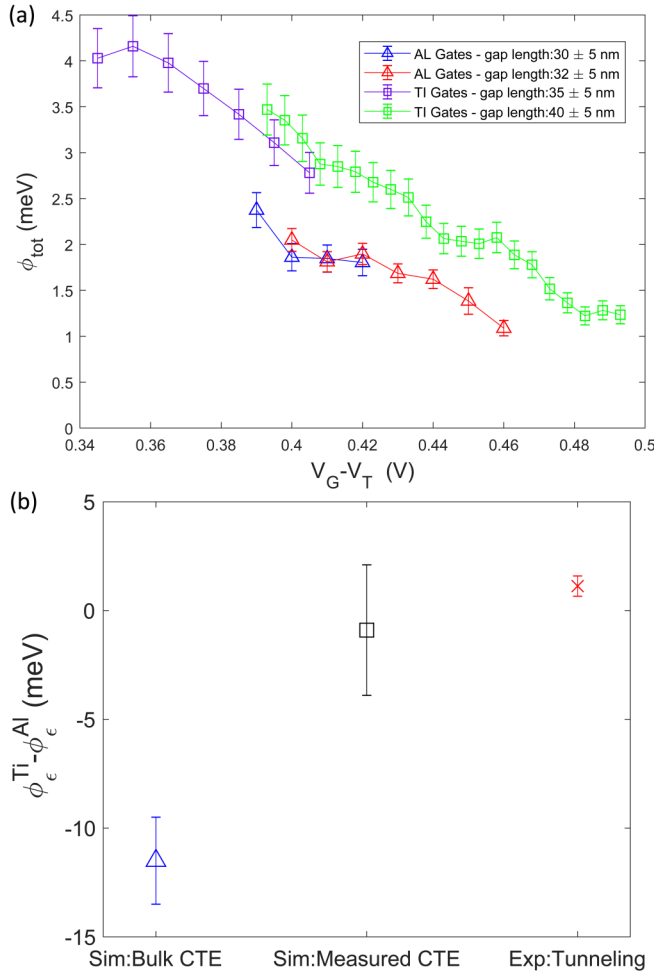 (a)
4.5
4
3.5
3
2.5
2
1.5
1
0.5
0
ϕtot (meV)
AL Gates - gap length:30 ± 5 nm
AL Gates - gap length:32 ± 5 nm
TI Gates - gap length:35 ± 5 nm
TI Gates - gap length:40 ± 5 nm
0.34 0.36 0.38 0.4 0.42 0.44 0.46 0.48 0.5
VG-VT (V)
(b)
5
0
-5
-10
-15
ϕϵTi-ϕϵAl (meV)
Sim:Bulk CTE Sim:Measured CTE Exp:Tunneling